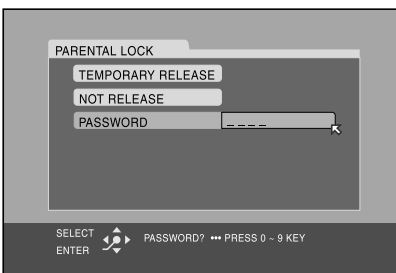 PARENTAL LOCK
TEMPORARY RELEASE
NOT RELEASE
PASSWORD _ _ _ _
SELECT
ENTER
PASSWORD? ••• PRESS 0 ~ 9 KEY